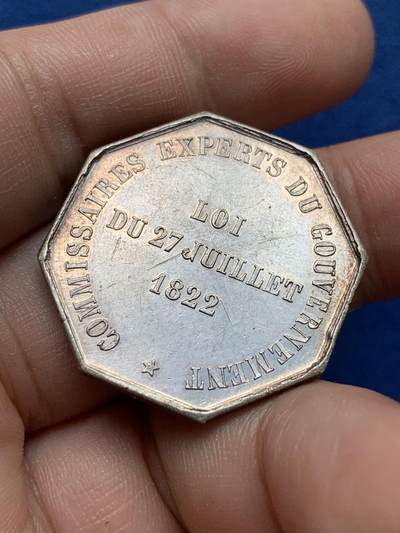 COMMISSAIRES EXPERTS DU GOUVERNEMENT
LOI
DU 27 JUILLET
1822